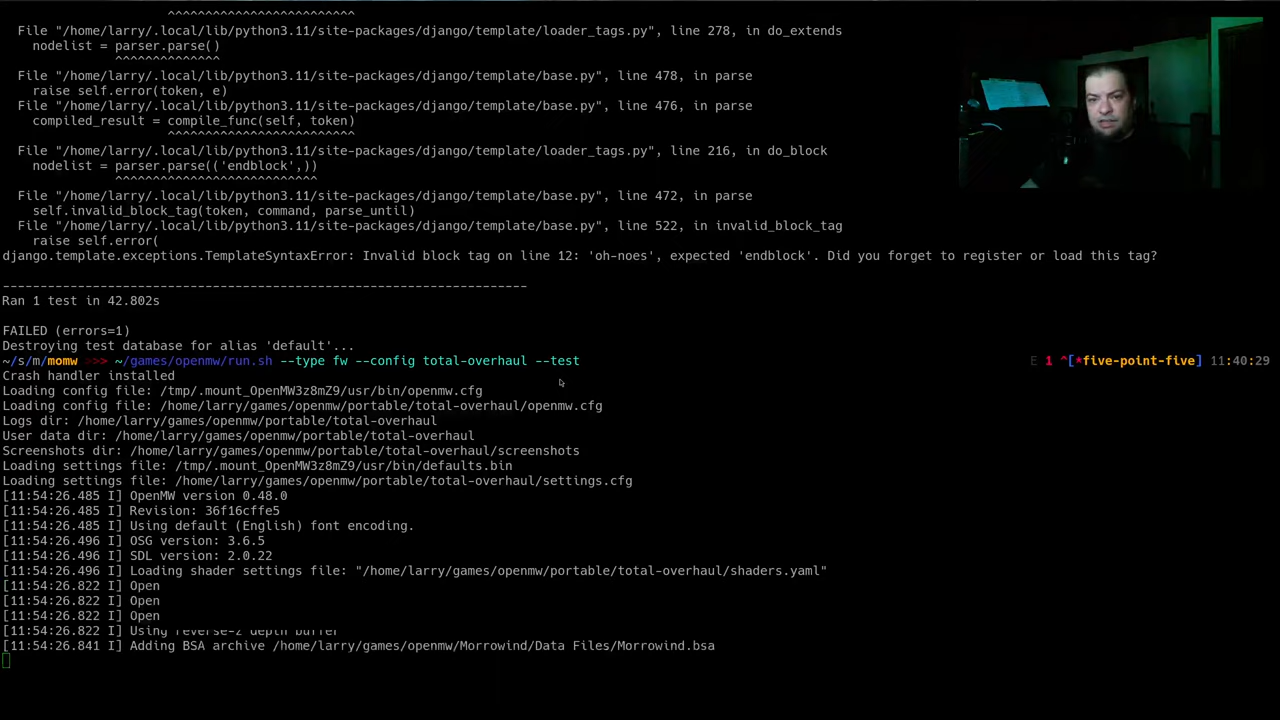 ^^^^^^^^^^^^^^^^^^^^^^^^^
File "/home/larry/.local/lib/python3.11/site-packages/django/template/loader_tags.py", line 278, in do_extends
nodelist = parser.parse()
^^^^^^^^^^^^^^
File "/home/larry/.local/lib/python3.11/site-packages/django/template/base.py", line 478, in parse
raise self.error(token, e)
File "/home/larry/.local/lib/python3.11/site-packages/django/template/base.py", line 476, in parse
compiled_result = compile_func(self, token)
^^^^^^^^^^^^^^^^^^^^^^^^^
File "/home/larry/.local/lib/python3.11/site-packages/django/template/loader_tags.py", line 216, in do_block
nodelist = parser.parse(('endblock',))
^^^^^^^^^^^^^^^^^^^^^^^^^^^
File "/home/larry/.local/lib/python3.11/site-packages/django/template/base.py", line 472, in parse
self.invalid_block_tag(token, command, parse_until)
File "/home/larry/.local/lib/python3.11/site-packages/django/template/base.py", line 522, in invalid_block_tag
raise self.error(
django.template.exceptions.TemplateSyntaxError: Invalid block tag on line 12: 'oh-noes', expected 'endblock'. Did you forget to register or load this tag?
----------------------------------------------------------------------
Ran 1 test in 42.802s
FAILED (errors=1)
Destroying test database for alias 'default'...
~/s/m/momw >>> ~/games/openmw/run.sh --type fw --config total-overhaul --test E 1 ^[*five-point-five] 11:40:29
Crash handler installed
Loading config file: /tmp/.mount_OpenMW3z8mZ9/usr/bin/openmw.cfg
Loading config file: /home/larry/games/openmw/portable/total-overhaul/openmw.cfg
Logs dir: /home/larry/games/openmw/portable/total-overhaul
User data dir: /home/larry/games/openmw/portable/total-overhaul
Screenshots dir: /home/larry/games/openmw/portable/total-overhaul/screenshots
Loading settings file: /tmp/.mount_OpenMW3z8mZ9/usr/bin/defaults.bin
Loading settings file: /home/larry/games/openmw/portable/total-overhaul/settings.cfg
[11:54:26.485 I] OpenMW version 0.48.0
[11:54:26.485 I] Revision: 36f16cffe5
[11:54:26.485 I] Using default (English) font encoding.
[11:54:26.496 I] OSG version: 3.6.5
[11:54:26.496 I] SDL version: 2.0.22
[11:54:26.496 I] Loading shader settings file: "/home/larry/games/openmw/portable/total-overhaul/shaders.yaml"
[11:54:26.822 I] Open
[11:54:26.822 I] Open
[11:54:26.822 I] Open
[11:54:26.822 I] Using reverse-z depth buffer
[11:54:26.841 I] Adding BSA archive /home/larry/games/openmw/Morrowind/Data Files/Morrowind.bsa